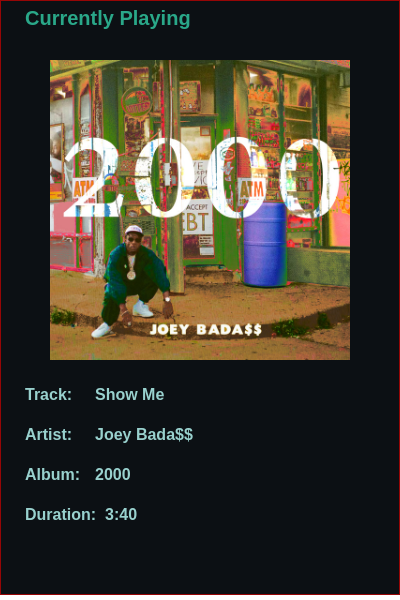 Currently Playing
2000
ATM
ATM
ACCEPT
EBT
JOEY BADA$$
Track: Show Me
Artist: Joey Bada$$
Album: 2000
Duration: 3:40